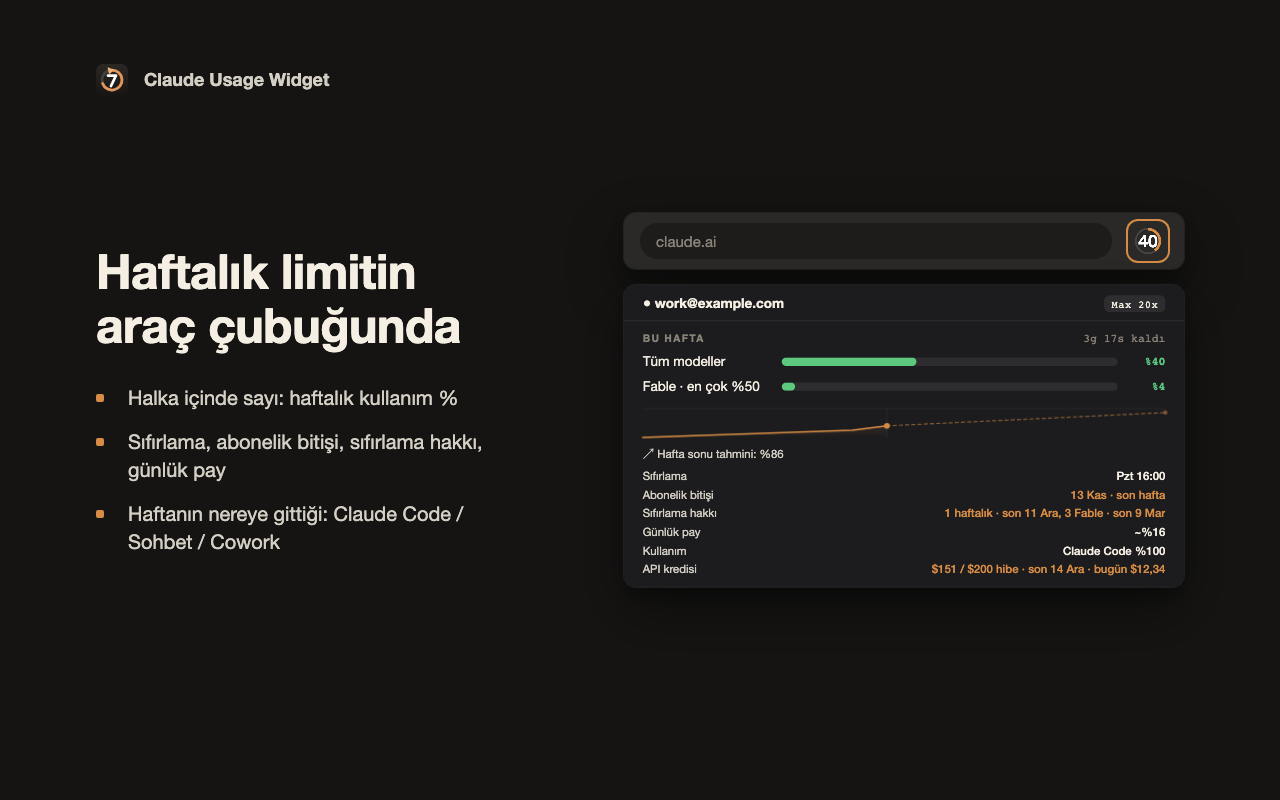 7
Claude Usage Widget
Haftalık limitin
araç çubuğunda
Halka içinde sayı: haftalık kullanım %
Sıfırlama, abonelik bitişi, sıfırlama hakkı,
günlük pay
Haftanın nereye gittiği: Claude Code /
Sohbet / Cowork
claude.ai
40
work@example.com
Max 20x
BU HAFTA
3g 17s kaldı
Tüm modeller
%40
Fable · en çok %50
%4
↗ Hafta sonu tahmini: %86
Sıfırlama
Pzt 16:00
Abonelik bitişi
13 Kas · son hafta
Sıfırlama hakkı
1 haftalık · son 11 Ara, 3 Fable · son 9 Mar
Günlük pay
~%16
Kullanım
Claude Code %100
API kredisi
$151 / $200 hibe · son 14 Ara · bugün $12,34